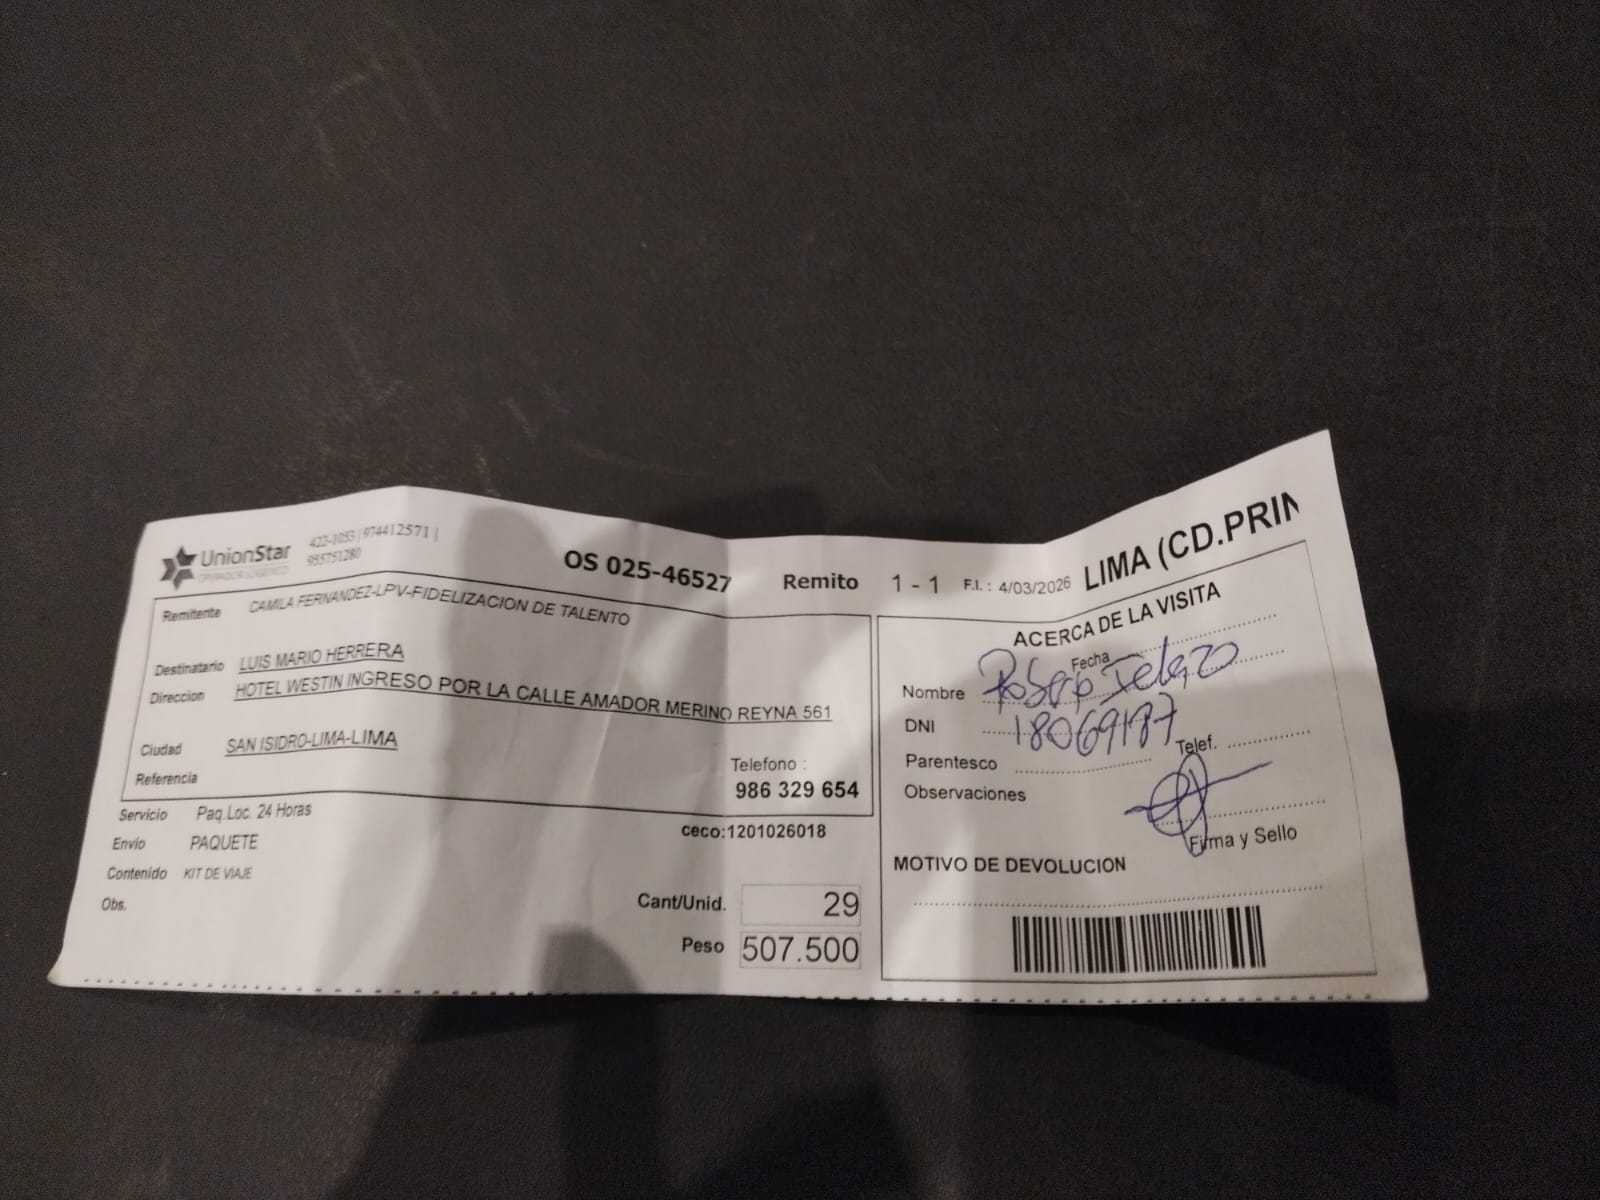 UnionStar
OPERADOR LOGISTICO
422-1053 | 974412571 |
955751280
OS 025-46527
Remito 1 - 1 F.I. : 4/03/2026 LIMA (CD.PRIN
Remitente CAMILA FERNANDEZ-LPV-FIDELIZACION DE TALENTO
Destinatario LUIS MARIO HERRERA
Direccion HOTEL WESTIN INGRESO POR LA CALLE AMADOR MERINO REYNA 561
Ciudad SAN ISIDRO-LIMA-LIMA
Referencia
Telefono :
986 329 654
Servicio Paq.Loc. 24 Horas
Envío PAQUETE
Contenido KIT DE VIAJE
Obs.
ceco:1201026018
Cant/Unid. 29
Peso 507.500
ACERCA DE LA VISITA
Fecha
Nombre
DNI
Parentesco
Telef.
Observaciones
Firma y Sello
MOTIVO DE DEVOLUCION